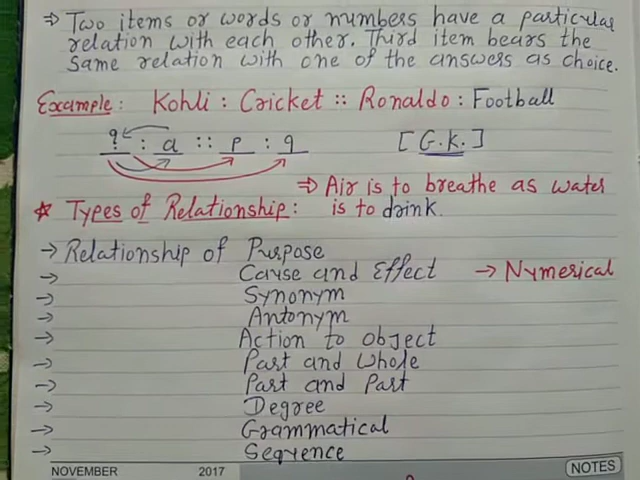 ⇒ Two items or words or numbers have a particular
relation with each other. Third item bears the
same relation with one of the answers as choice.
Example: Kohli : Cricket :: Ronaldo : Football
? : a :: p : q [G.K.]
⇒ Air is to breathe as water
is to drink.
* Types of Relationship:
→ Relationship of Purpose
→ Cause and Effect → Nymerical
→ Synonym
→ Antonym
→ Action to object
→ Part and Whole
→ Part and Part
→ Degree
→ Grammatical
→ Sequence
NOVEMBER 2017 NOTES